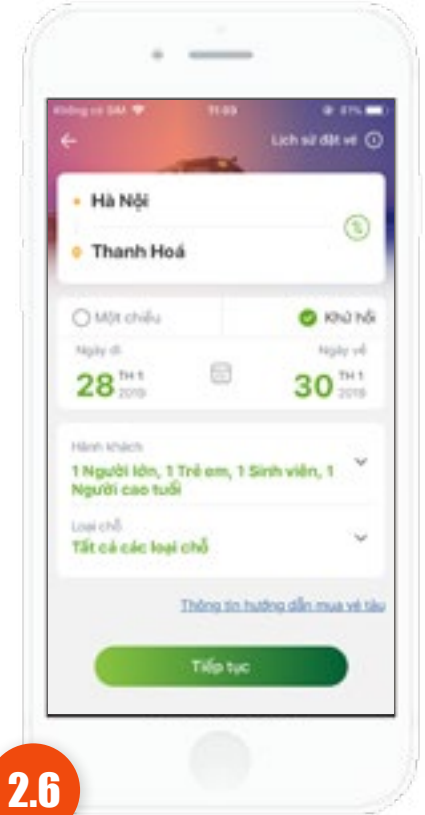 Không có SIM 11:03 87%
Lịch sử đặt vé
Hà Nội
Thanh Hoá
Một chiều Khứ hồi
Ngày đi Ngày về
28 TH 1 2019 30 TH 1 2019
Hành khách
1 Người lớn, 1 Trẻ em, 1 Sinh viên, 1
Người cao tuổi
Loại chỗ
Tất cả các loại chỗ
Thông tin hướng dẫn mua vé tàu
Tiếp tục
2.6